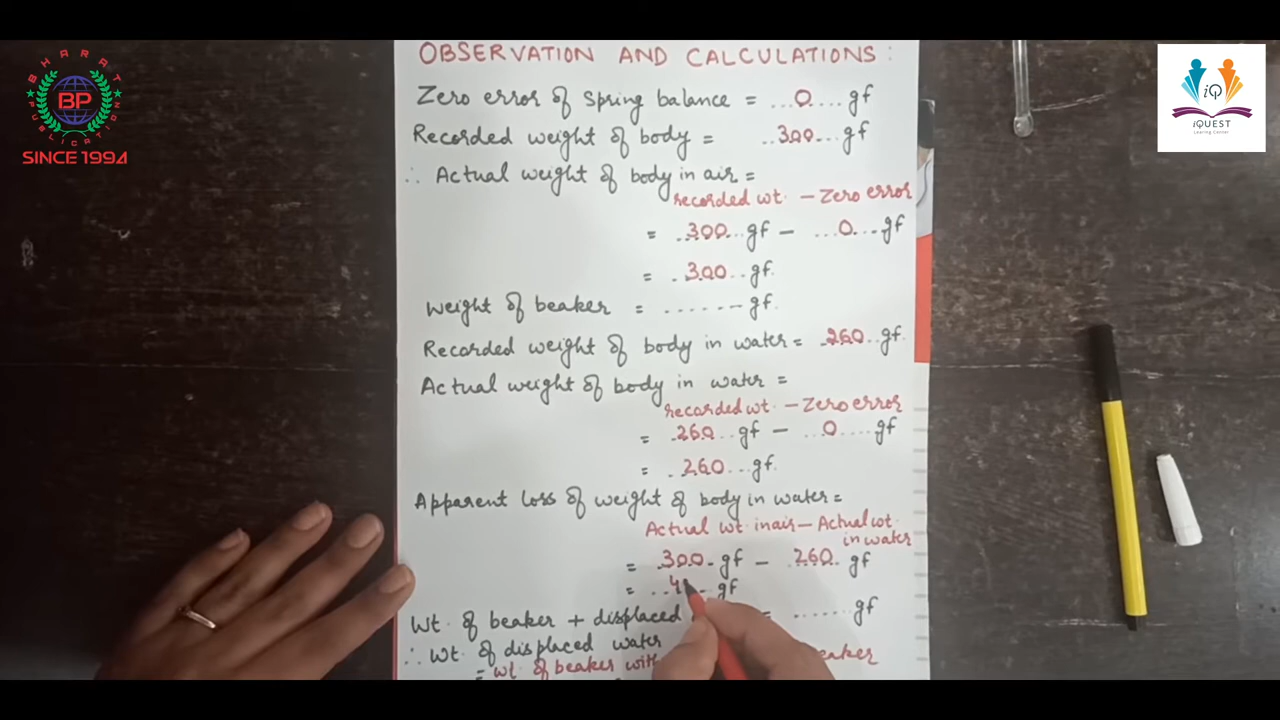 BHARAT PUBLICATION
BP
SINCE 1994
iQ
iQUEST
Learing Center
OBSERVATION AND CALCULATIONS :
Zero error of Spring balance = ...0.... gf
Recorded weight of body = ..300... gf
∴ Actual weight of body in air =
recorded wt. - Zero error
= .300.. gf - ...0... gf
= .300.. gf.
Weight of beaker = ....... gf.
Recorded weight of body in water = .260.. gf.
Actual weight of body in water =
recorded wt. - Zero error
= .260.. gf - ..0.... gf
= .260... gf.
Apparent loss of weight of body in water =
Actual wt in air - Actual wt.
in water
= .300.. gf - .260.. gf
= ..4... gf
Wt. of beaker + displaced = ...... gf
∴ Wt. of displaced water
= wt. of beaker with beaker